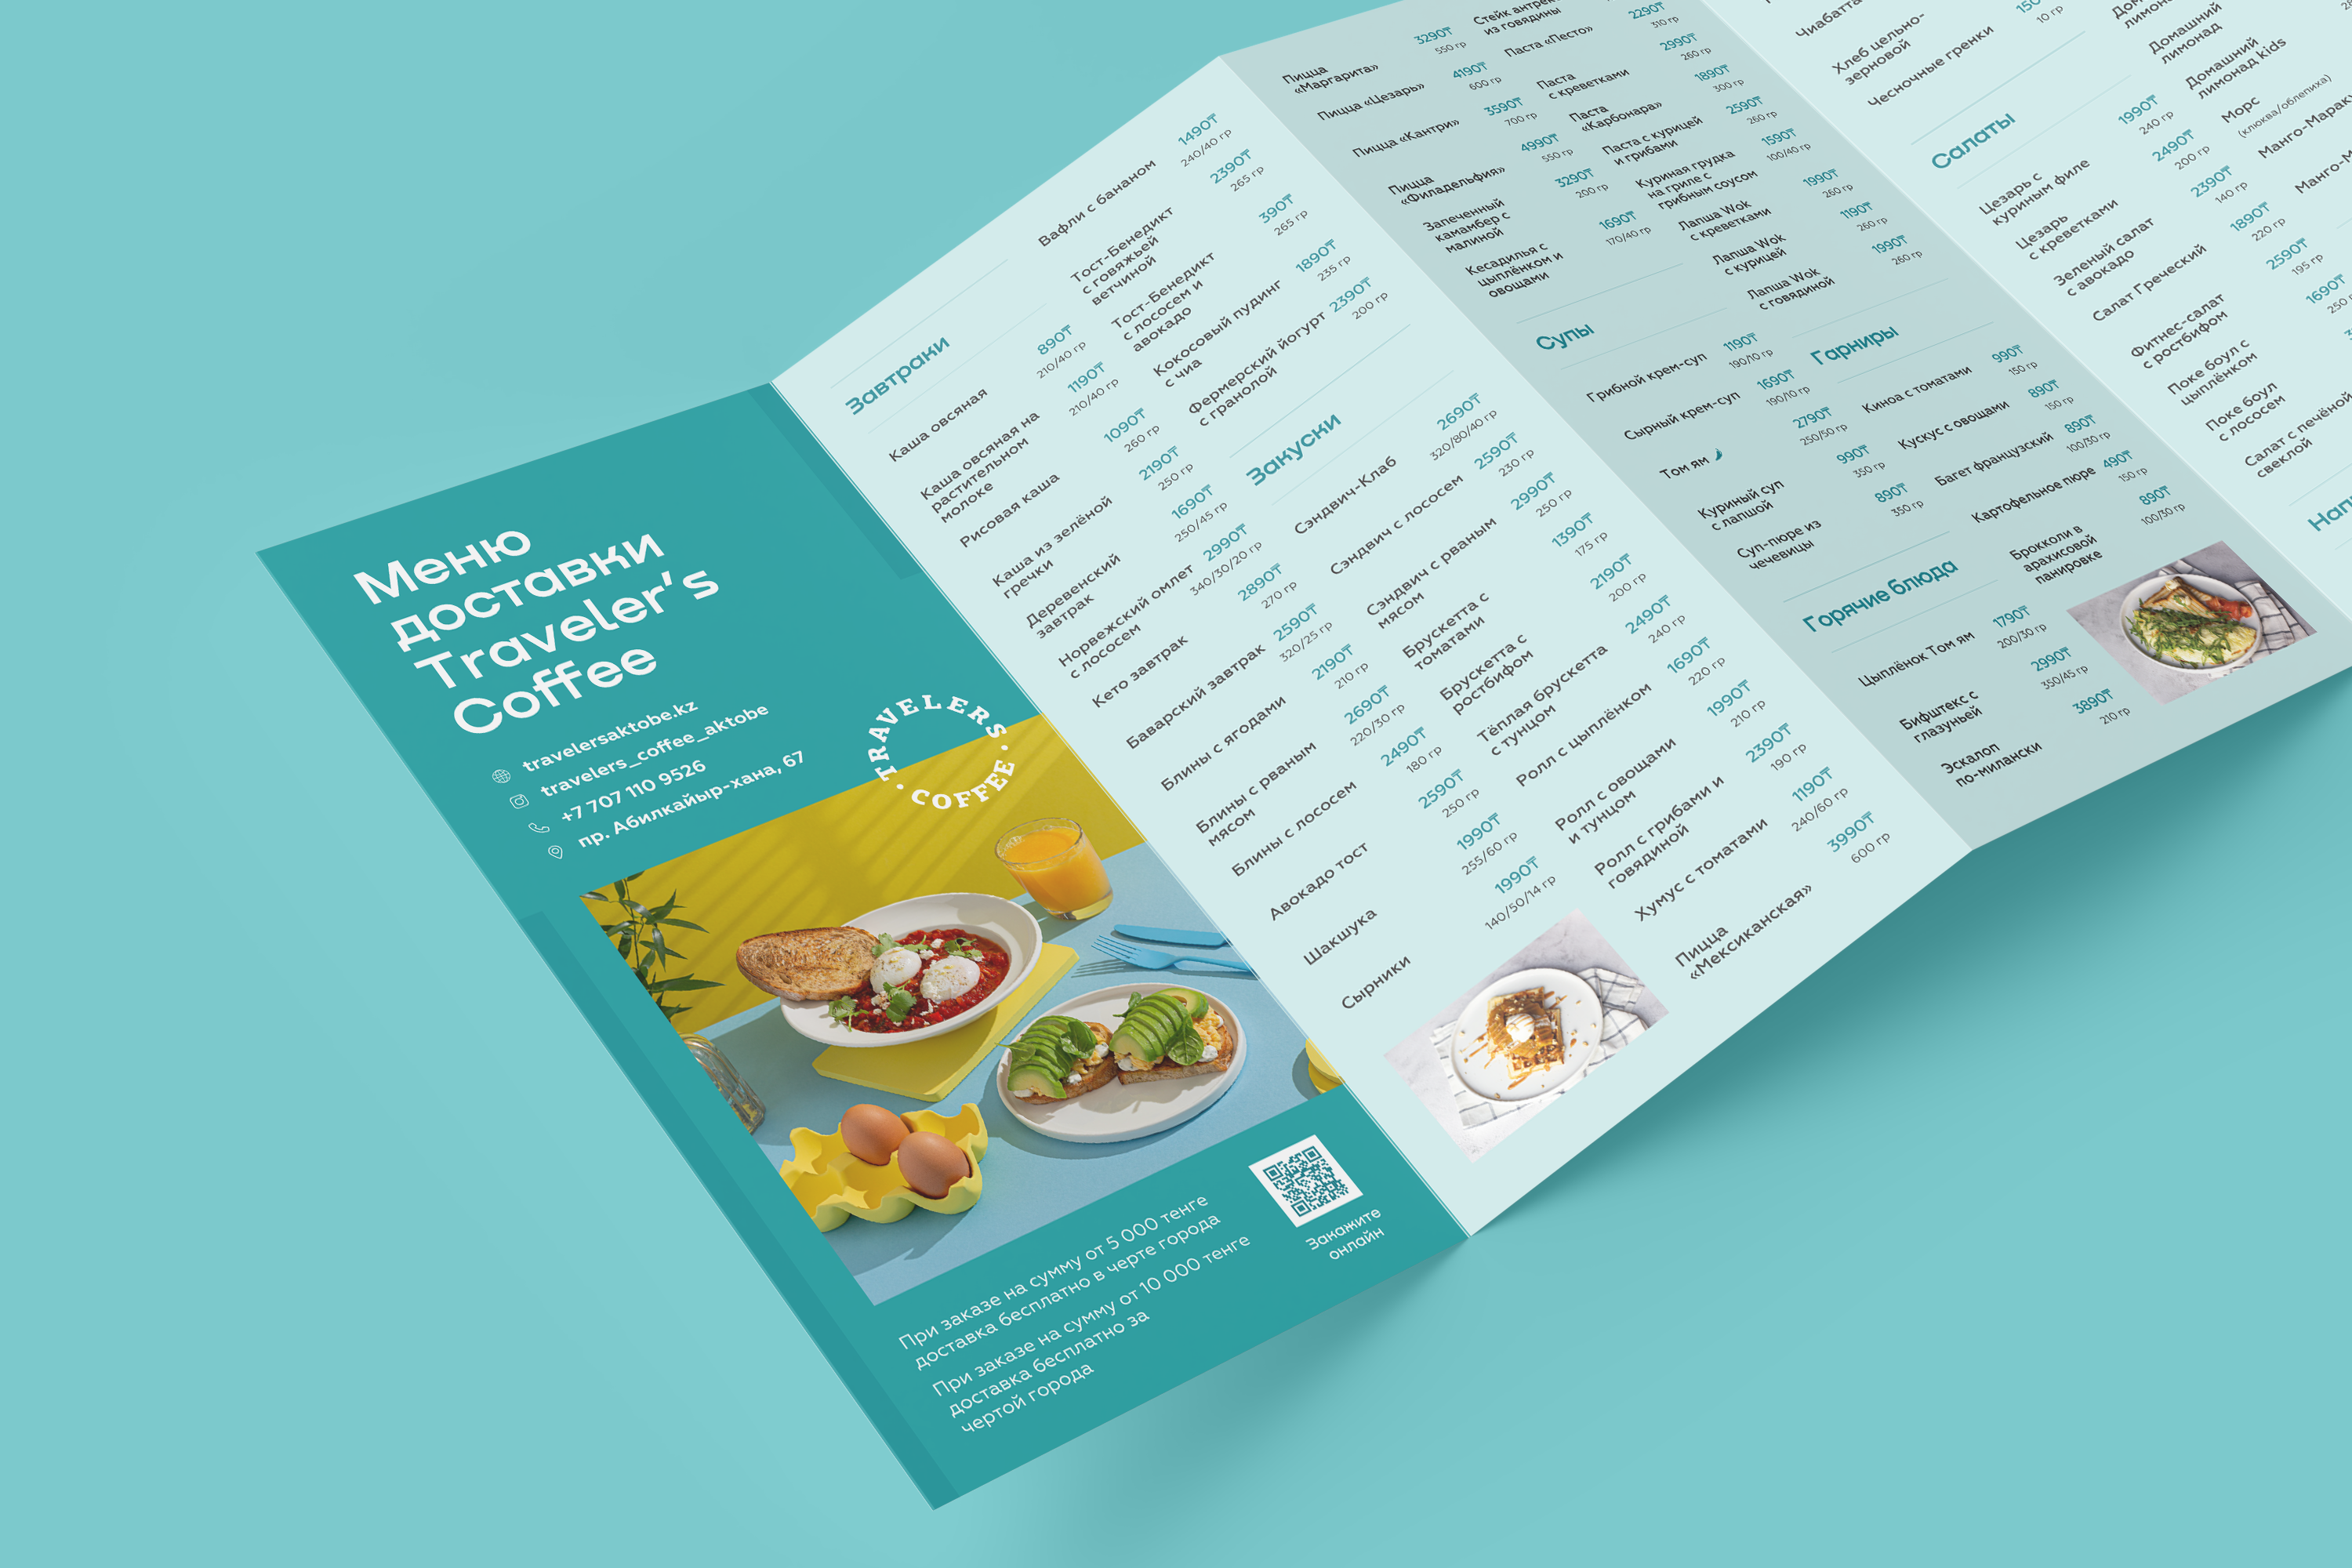 Меню
доставки
Traveler's
Coffee
travelersaktobe.kz
travelers_coffee_aktobe
+7 707 110 9526
пр. Абилкайыр-хана, 67
TRAVELERS
COFFEE
При заказе на сумму от 5 000 тенге
доставка бесплатно в черте города
При заказе на сумму от 10 000 тенге
доставка бесплатно за
чертой города
Закажите
онлайн
Завтраки
Каша овсяная 890₸
210/40 гр
Каша овсяная на 1190₸
растительном 210/40 гр
молоке
Рисовая каша 1090₸
260 гр
Каша из зелёной 2190₸
гречки 250 гр
Деревенский 1690₸
завтрак 250/45 гр
Норвежский омлет 2990₸
с лососем 340/30/20 гр
Кето завтрак 2890₸
270 гр
Баварский завтрак 2590₸
320/25 гр
Блины с ягодами 2190₸
210 гр
Блины с рваным 2690₸
мясом 220/30 гр
Блины с лососем 2490₸
180 гр
Авокадо тост 2590₸
250 гр
Шакшука 1990₸
255/60 гр
Сырники 1990₸
140/50/14 гр
Вафли с бананом 1490₸
240/40 гр
Тост-Бенедикт 2390₸
с говяжьей 265 гр
ветчиной
Тост-Бенедикт 390₸
с лососем и 265 гр
авокадо
Кокосовый пудинг 1890₸
с чиа 235 гр
Фермерский йогурт 2390₸
с гранолой 200 гр
Закуски
Сэндвич-Клаб 2690₸
320/80/40 гр
Сэндвич с лососем 2590₸
230 гр
Сэндвич с рваным 2990₸
мясом 250 гр
Брускетта с 1390₸
томатами 175 гр
Брускетта с 2190₸
ростбифом 200 гр
Тёплая брускетта 2490₸
с тунцом 240 гр
Ролл с цыплёнком 1690₸
220 гр
Ролл с овощами 1990₸
и тунцом 210 гр
Ролл с грибами и 2390₸
говядиной 190 гр
Хумус с томатами 1190₸
240/60 гр
Пицца 3990₸
«Мексиканская» 600 гр
Пицца 3290₸
«Маргарита» 550 гр
Пицца «Цезарь» 4190₸
600 гр
Пицца «Кантри» 3590₸
700 гр
Пицца 4990₸
«Филадельфия» 550 гр
Запеченный 3290₸
камамбер с 200 гр
малиной
Кесадилья с 1690₸
цыплёнком и 170/40 гр
овощами
Супы
Грибной крем-суп 1190₸
190/10 гр
Сырный крем-суп 1690₸
190/10 гр
Том ям 2790₸
250/50 гр
Куриный суп 990₸
с лапшой 350 гр
Суп-пюре из 890₸
чечевицы 350 гр
Горячие блюда
Цыплёнок Том ям 1790₸
200/30 гр
Бифштекс с 2990₸
глазуньей 350/45 гр
Эскалоп 3890₸
по-милански 210 гр
Стейк
из говядины
Паста «Песто» 2290₸
310 гр
Паста 2990₸
с креветками 260 гр
Паста 1890₸
«Карбонара» 300 гр
Паста с курицей 2590₸
и грибами 260 гр
Куриная грудка 1590₸
на гриле с 100/40 гр
грибным соусом
Лапша Wok 1990₸
с креветками 260 гр
Лапша Wok 1190₸
с курицей 260 гр
Лапша Wok 1990₸
с говядиной 260 гр
Гарниры
Киноа с томатами 990₸
150 гр
Кускус с овощами 890₸
150 гр
Багет французский 890₸
100/30 гр
Картофельное пюре 490₸
150 гр
Брокколи в 890₸
арахисовой 100/30 гр
панировке
Чиабатта
Хлеб цельно-
зерновой
Чесночные гренки
10 гр
Салаты
Цезарь с 1990₸
куриным филе 240 гр
Цезарь 2490₸
с креветками 200 гр
Зеленый салат 2390₸
с авокадо 140 гр
Салат Греческий 1890₸
220 гр
Фитнес-салат 2590₸
с ростбифом 195 гр
Поке боул с 1690₸
цыплёнком
Поке боул
с лососем
Салат с печёной
свеклой
Домашний
лимонад
Домашний
лимонад kids
Морс
(клюква/облепиха)